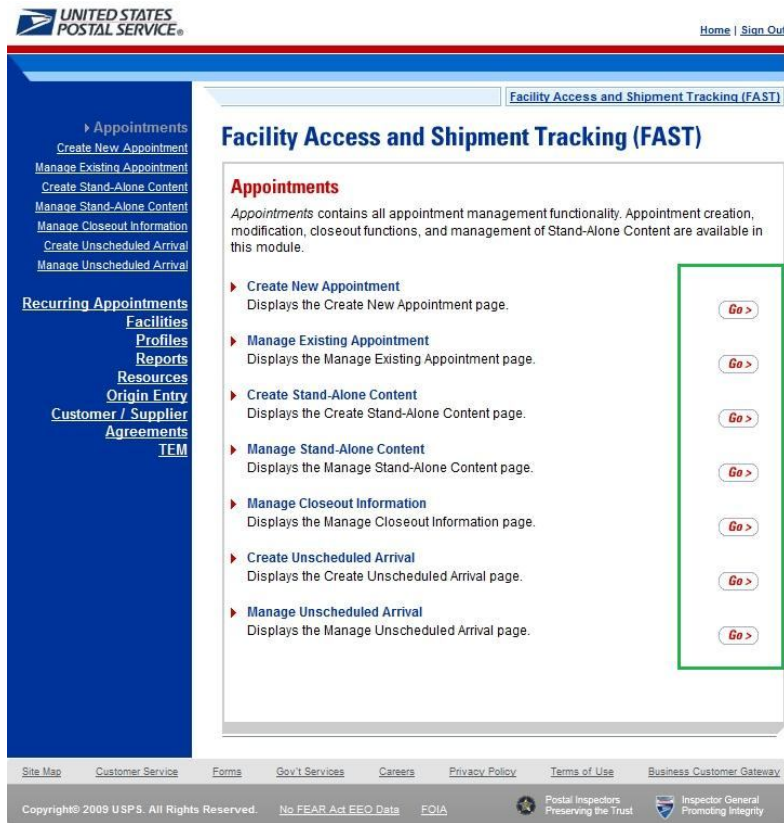 UNITED STATES
POSTAL SERVICE®
Home | Sign Out
Facility Access and Shipment Tracking (FAST)
Appointments
Create New Appointment
Manage Existing Appointment
Create Stand-Alone Content
Manage Stand-Alone Content
Manage Closeout Information
Create Unscheduled Arrival
Manage Unscheduled Arrival
Recurring Appointments
Facilities
Profiles
Reports
Resources
Origin Entry
Customer / Supplier
Agreements
TEM
Facility Access and Shipment Tracking (FAST)
Appointments
Appointments contains all appointment management functionality. Appointment creation,
modification, closeout functions, and management of Stand-Alone Content are available in
this module.
Create New Appointment
Displays the Create New Appointment page.
Go >
Manage Existing Appointment
Displays the Manage Existing Appointment page.
Go >
Create Stand-Alone Content
Displays the Create Stand-Alone Content page.
Go >
Manage Stand-Alone Content
Displays the Manage Stand-Alone Content page.
Go >
Manage Closeout Information
Displays the Manage Closeout Information page.
Go >
Create Unscheduled Arrival
Displays the Create Unscheduled Arrival page.
Go >
Manage Unscheduled Arrival
Displays the Manage Unscheduled Arrival page.
Go >
Site Map Customer Service Forms Gov't Services Careers Privacy Policy Terms of Use Business Customer Gateway
Copyright© 2009 USPS. All Rights Reserved. No FEAR Act EEO Data FOIA
Postal Inspectors
Preserving the Trust
Inspector General
Promoting Integrity